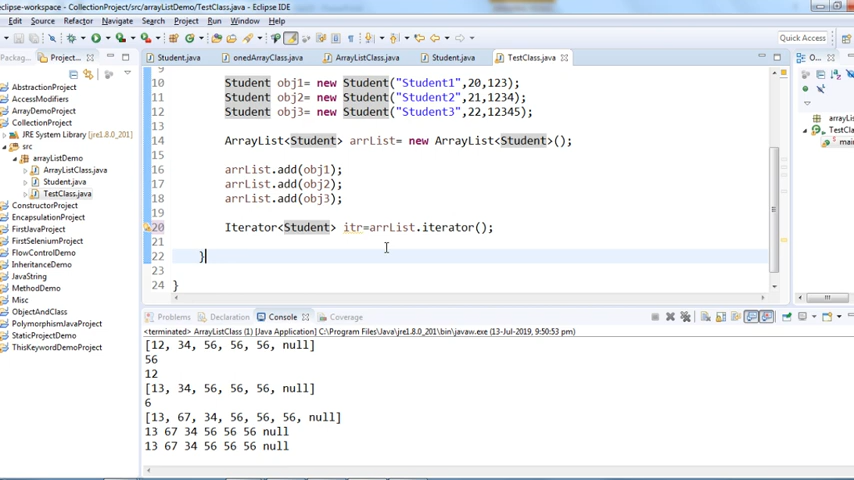 eclipse-workspace - CollectionProject/src/arrayListDemo/TestClass.java - Eclipse IDE
Edit Source Refactor Navigate Search Project Run Window Help
Quick Access
Packag... Project...
Student.java onedArrayClass.java ArrayListClass.java Student.java TestClass.java
O...
AbstractionProject
AccessModifiers
ArrayDemoProject
CollectionProject
JRE System Library [jre1.8.0_201]
src
arrayListDemo
ArrayListClass.java
Student.java
TestClass.java
ConstructorProject
EncapsulationProject
FirstJavaProject
FirstSeleniumProject
FlowControlDemo
InheritanceDemo
JavaString
MethodDemo
Misc
ObjectAndClass
PolymorphismJavaProject
StaticProjectDemo
ThisKeywordDemoProject
9
10 Student obj1= new Student("Student1",20,123);
11 Student obj2= new Student("Student2",21,1234);
12 Student obj3= new Student("Student3",22,12345);
13
14 ArrayList<Student> arrList= new ArrayList<Student>();
15
16 arrList.add(obj1);
17 arrList.add(obj2);
18 arrList.add(obj3);
19
20 Iterator<Student> itr=arrList.iterator();
21
22 }
23
24 }
arrayList
TestCla
mai
Problems Declaration Console Coverage
<terminated> ArrayListClass (1) [Java Application] C:\Program Files\Java\jre1.8.0_201\bin\javaw.exe (13-Jul-2019, 9:50:53 pm)
[12, 34, 56, 56, 56, null]
56
12
[13, 34, 56, 56, 56, null]
6
[13, 67, 34, 56, 56, 56, null]
13 67 34 56 56 56 null
13 67 34 56 56 56 null